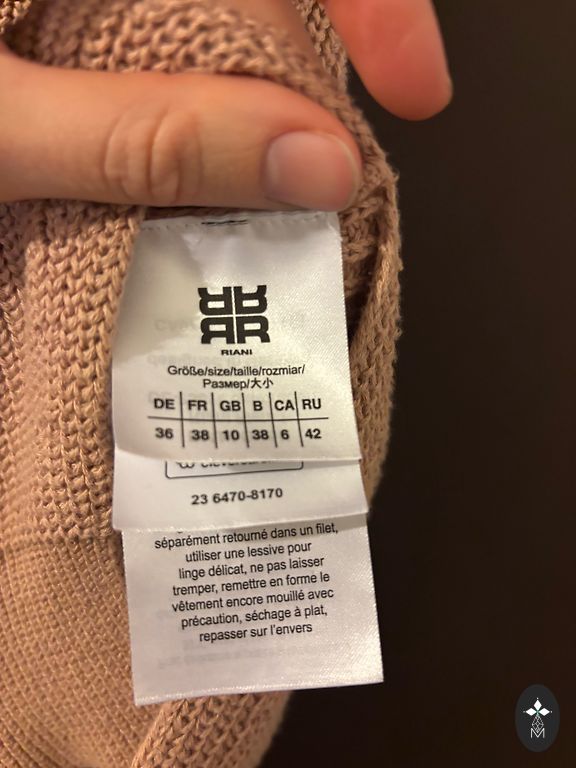 RIANI
Größe/size/taille/rozmiar/
Размер/大小
DE FR GB B CA RU
36 38 10 38 6 42
23 6470-8170
séparément retourné dans un filet,
utiliser une lessive pour
linge délicat, ne pas laisser
tremper, remettre en forme le
vêtement encore mouillé avec
précaution, séchage à plat,
repasser sur l'envers
M